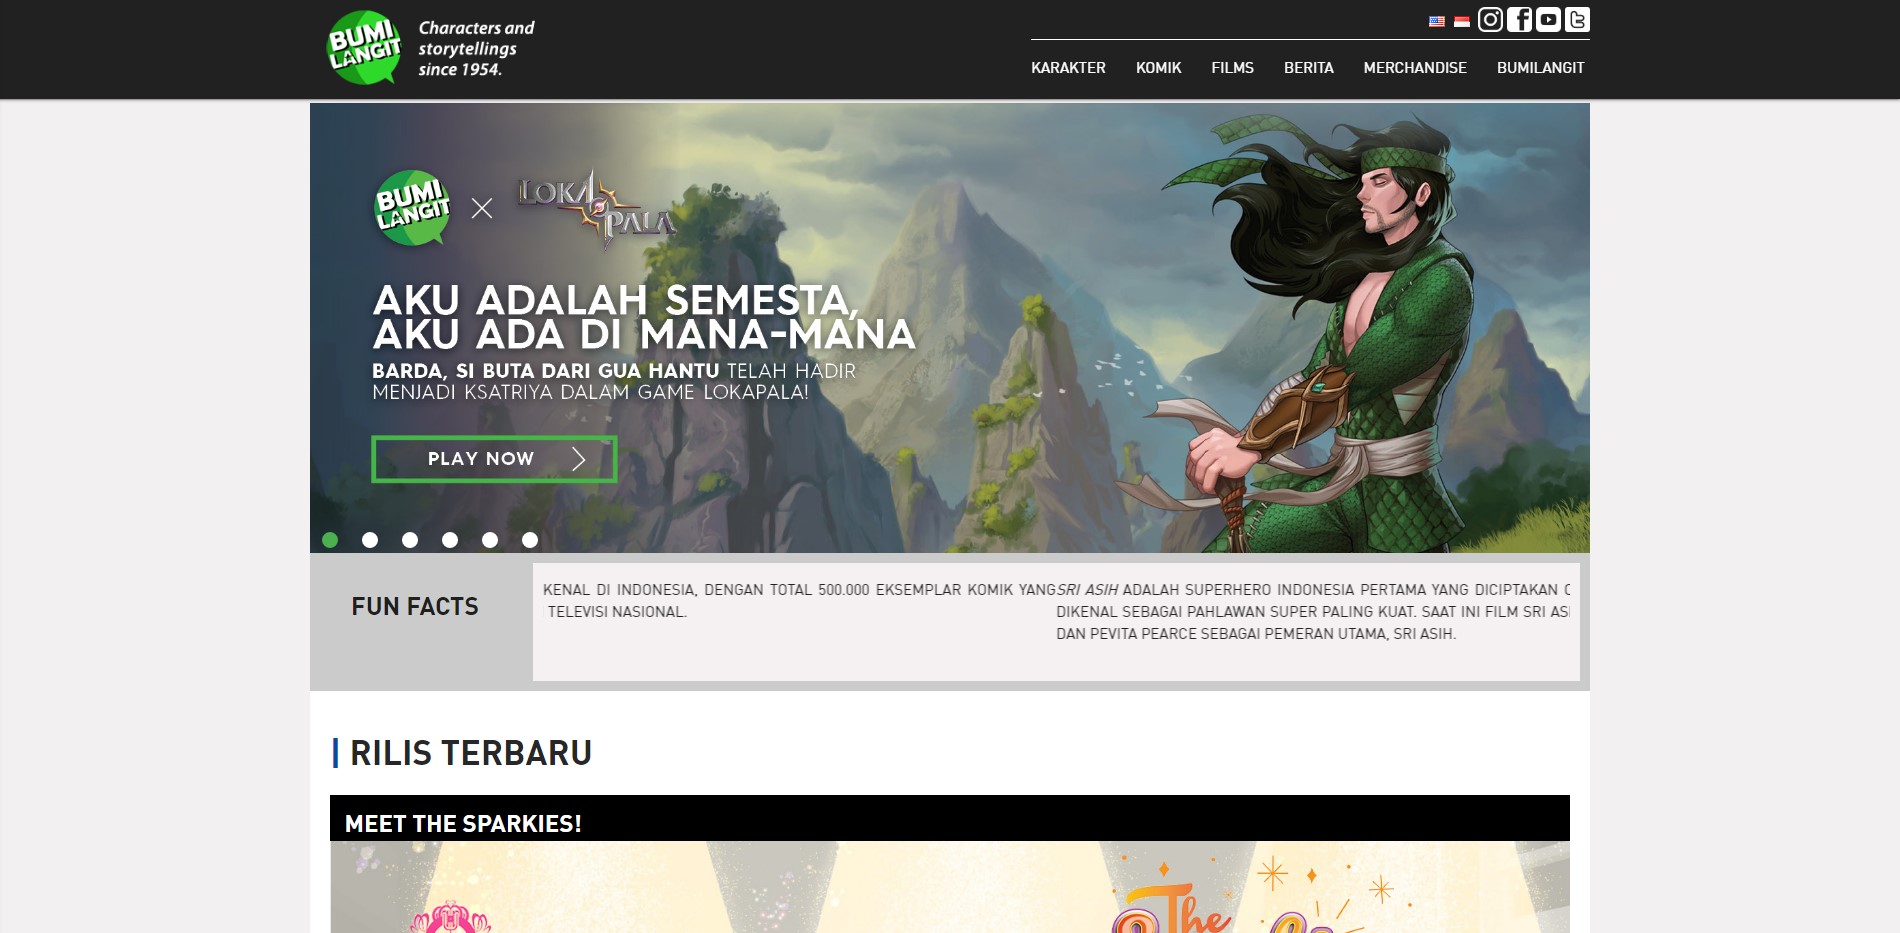 BUMI
LANGIT
Characters and
storytellings
since 1954.
KARAKTER KOMIK FILMS BERITA MERCHANDISE BUMILANGIT
BUMI
LANGIT
LOKA
PALA
AKU ADALAH SEMESTA,
AKU ADA DI MANA-MANA
BARDA, SI BUTA DARI GUA HANTU TELAH HADIR
MENJADI KSATRIYA DALAM GAME LOKAPALA!
PLAY NOW
FUN FACTS
KENAL DI INDONESIA, DENGAN TOTAL 500.000 EKSEMPLAR KOMIK YANG
TELEVISI NASIONAL.
SRI ASIH ADALAH SUPERHERO INDONESIA PERTAMA YANG DICIPTAKAN
DIKENAL SEBAGAI PAHLAWAN SUPER PALING KUAT. SAAT INI FILM SRI ASI
DAN PEVITA PEARCE SEBAGAI PEMERAN UTAMA, SRI ASIH.
RILIS TERBARU
MEET THE SPARKIES!
The